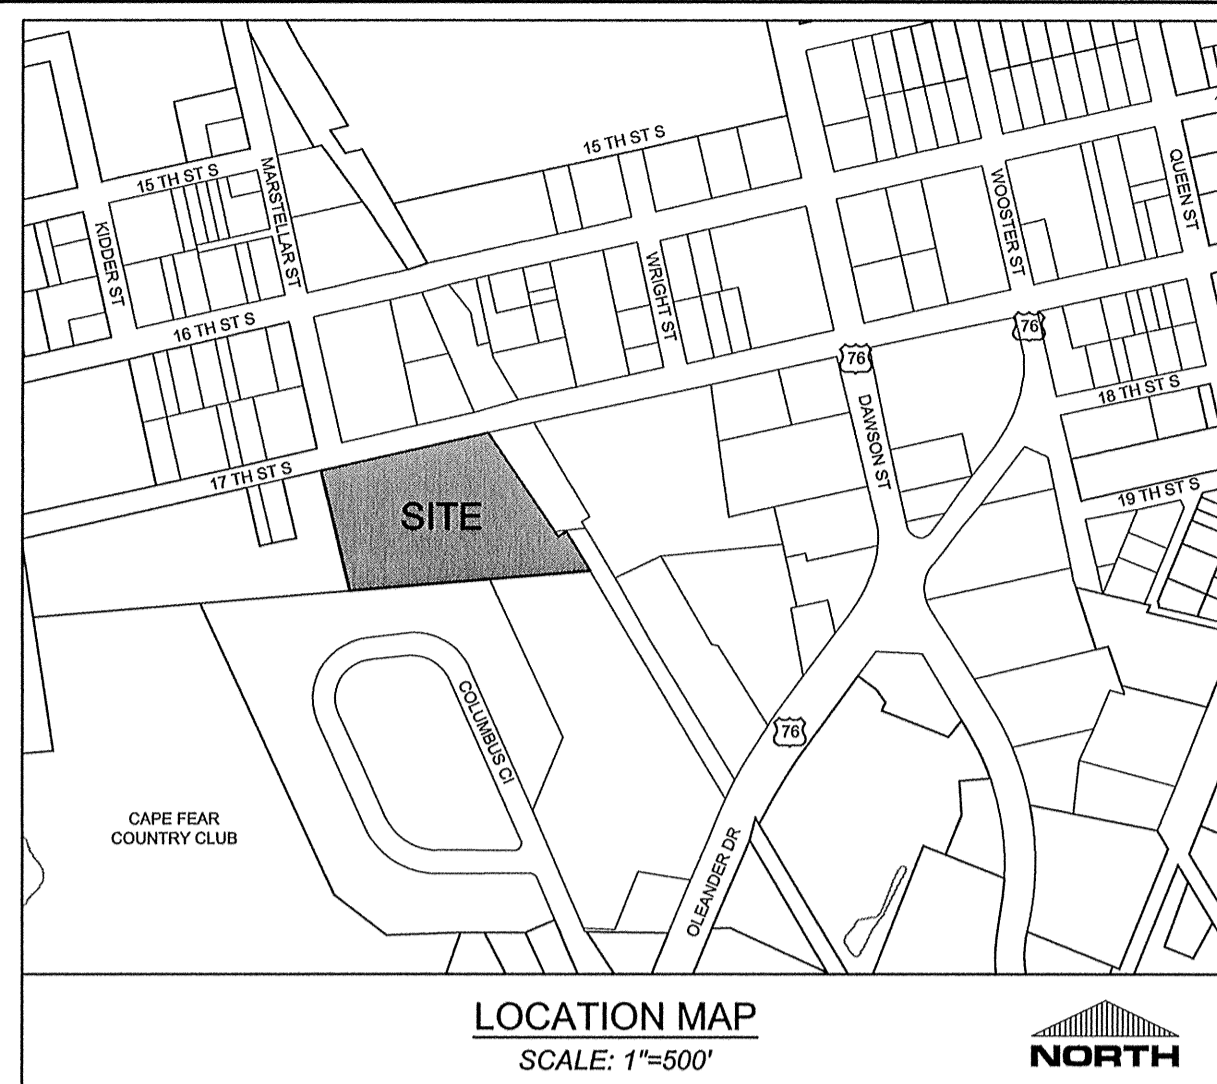 15 TH ST S
15 TH ST S
KIDDER ST
MARSTELLAR ST
WRIGHT ST
WOOSTER ST
QUEEN ST
16 TH ST S
76
76
DAWSON ST
18 TH ST S
17 TH ST S
SITE
19 TH ST S
COLUMBUS CI
76
CAPE FEAR
COUNTRY CLUB
OLEANDER DR
LOCATION MAP
SCALE: 1"=500'
NORTH